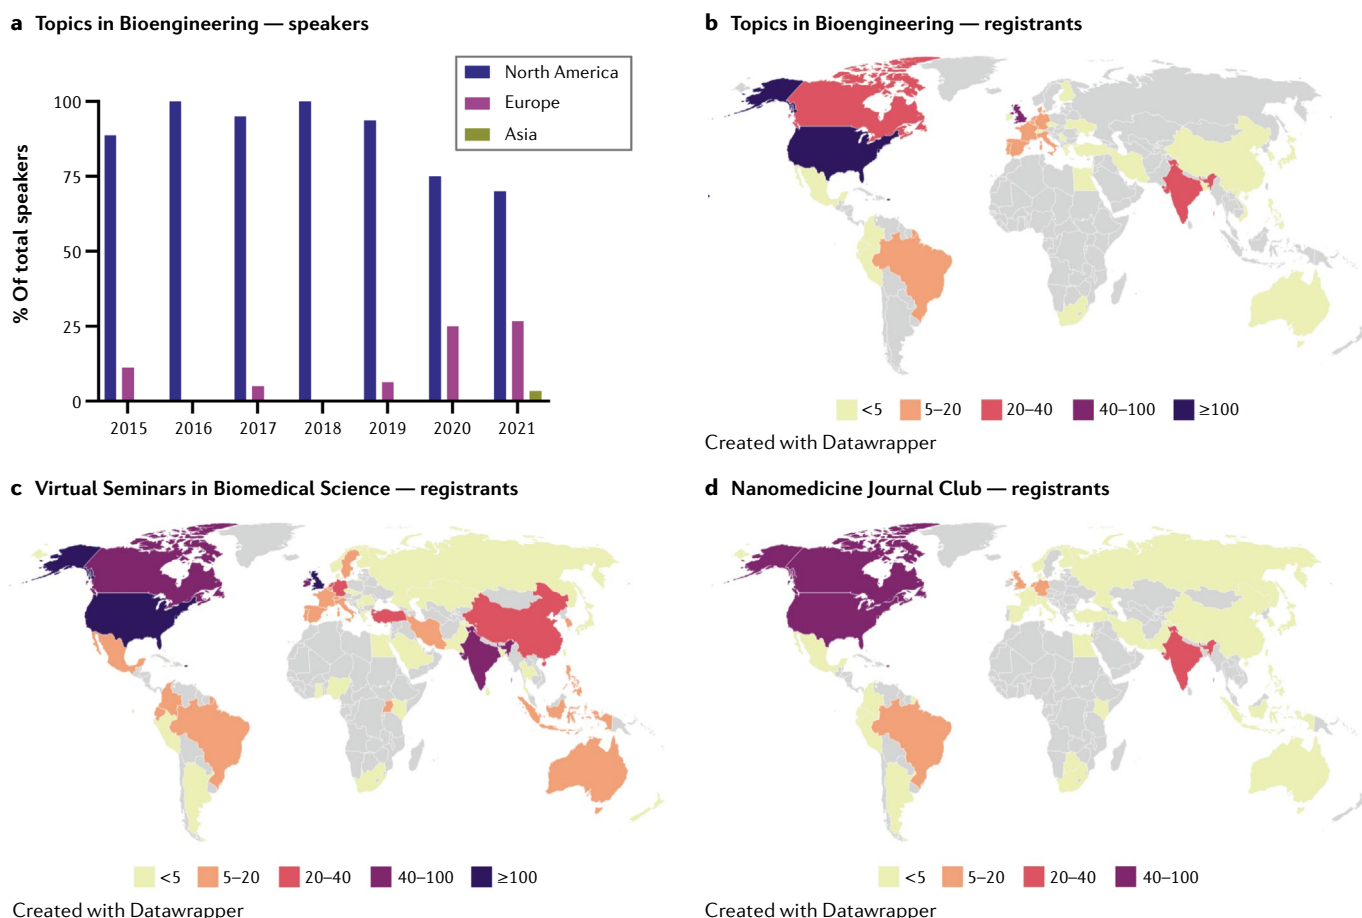 a Topics in Bioengineering — speakers
North America
Europe
Asia
% Of total speakers
100
75
50
25
0
2015 2016 2017 2018 2019 2020 2021
b Topics in Bioengineering — registrants
<5 5–20 20–40 40–100 ≥100
Created with Datawrapper
c Virtual Seminars in Biomedical Science — registrants
<5 5–20 20–40 40–100 ≥100
Created with Datawrapper
d Nanomedicine Journal Club — registrants
<5 5–20 20–40 40–100
Created with Datawrapper